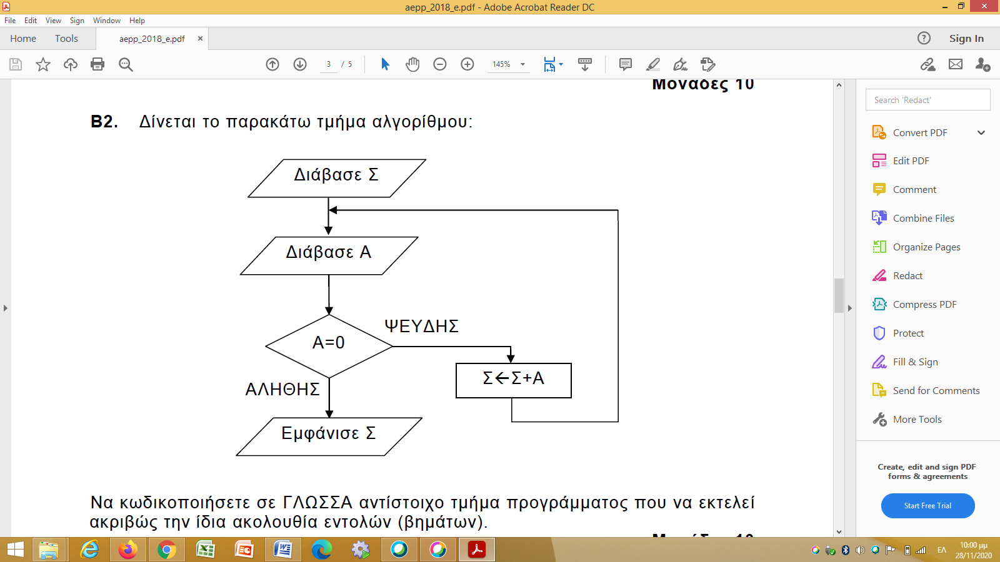 aepp_2018_e.pdf - Adobe Acrobat Reader DC
File Edit View Sign Window Help
Home Tools aepp_2018_e.pdf × ? Sign In
3 / 5 145%
Μονάδες 10
Β2. Δίνεται το παρακάτω τμήμα αλγορίθμου:
Διάβασε Σ
Διάβασε Α
Α=0
ΨΕΥΔΗΣ
Σ←Σ+Α
ΑΛΗΘΗΣ
Εμφάνισε Σ
Να κωδικοποιήσετε σε ΓΛΩΣΣΑ αντίστοιχο τμήμα προγράμματος που να εκτελεί
ακριβώς την ίδια ακολουθία εντολών (βημάτων).
Μονάδες 10
Search 'Redact'
Convert PDF
Edit PDF
Comment
Combine Files
Organize Pages
Redact
Compress PDF
Protect
Fill & Sign
Send for Comments
More Tools
Create, edit and sign PDF
forms & agreements
Start Free Trial
ΕΛ
10:00 μμ
28/11/2020